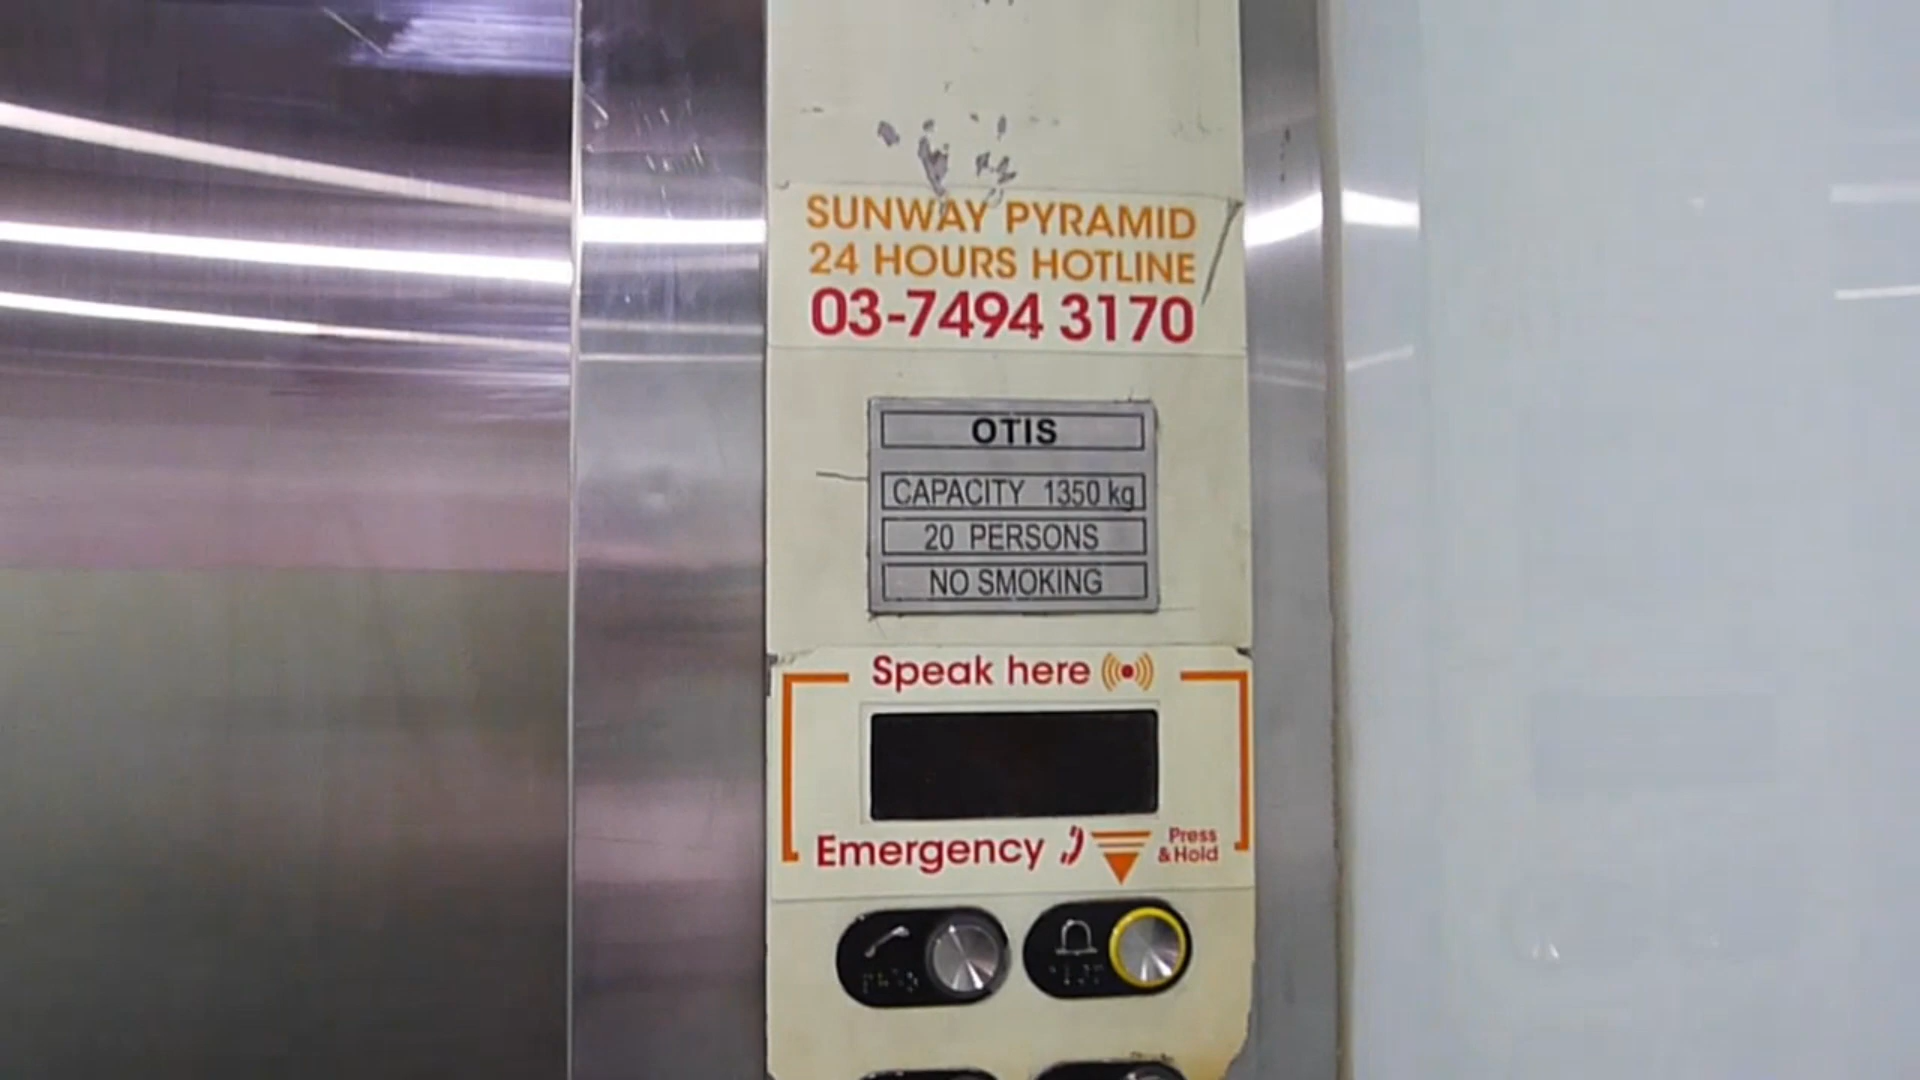 SUNWAY PYRAMID
24 HOURS HOTLINE
03-7494 3170
OTIS
CAPACITY 1350 kg
20 PERSONS
NO SMOKING
Speak here
Emergency
Press
& Hold